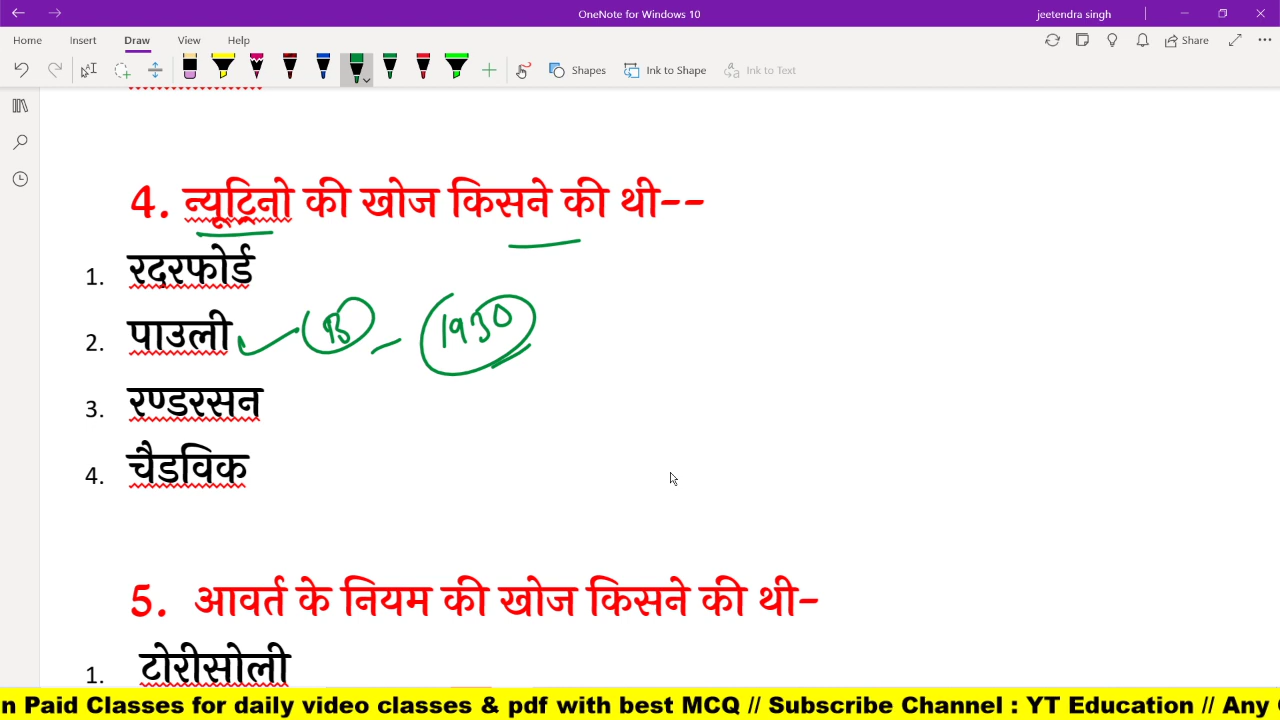 OneNote for Windows 10
jeetendra singh
Home Insert Draw View Help
Share
Shapes Ink to Shape Ink to Text
4. न्यूट्रिनो की खोज किसने की थी--
1. रदरफोर्ड
2. पाउली 1930
3. रण्डरसन
4. चैडविक
5. आवर्त के नियम की खोज किसने की थी-
1. टोरीसोली
n Paid Classes for daily video classes & pdf with best MCQ // Subscribe Channel : YT Education // Any